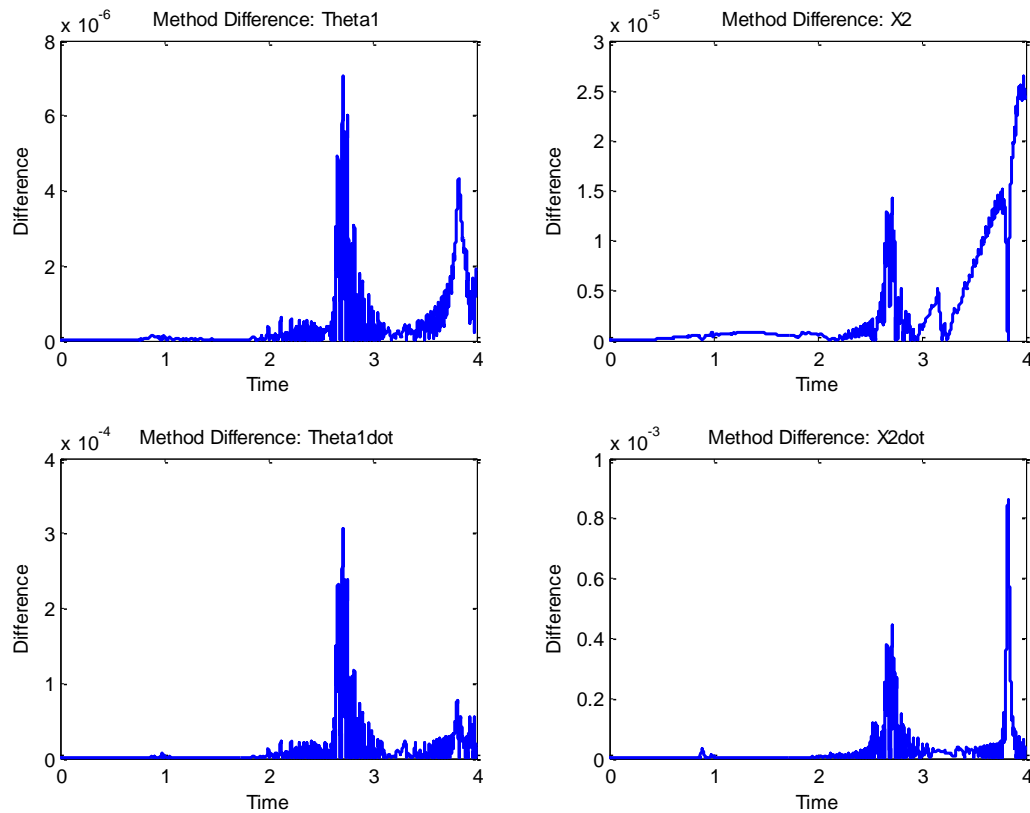 x 10-6
Method Difference: Theta1
8
6
4
2
0
Difference
0 1 2 3 4
Time
x 10-5
Method Difference: X2
3
2.5
2
1.5
1
0.5
0
Difference
0 1 2 3 4
Time
x 10-4
Method Difference: Theta1dot
4
3
2
1
0
Difference
0 1 2 3 4
Time
x 10-3
Method Difference: X2dot
1
0.8
0.6
0.4
0.2
0
Difference
0 1 2 3 4
Time